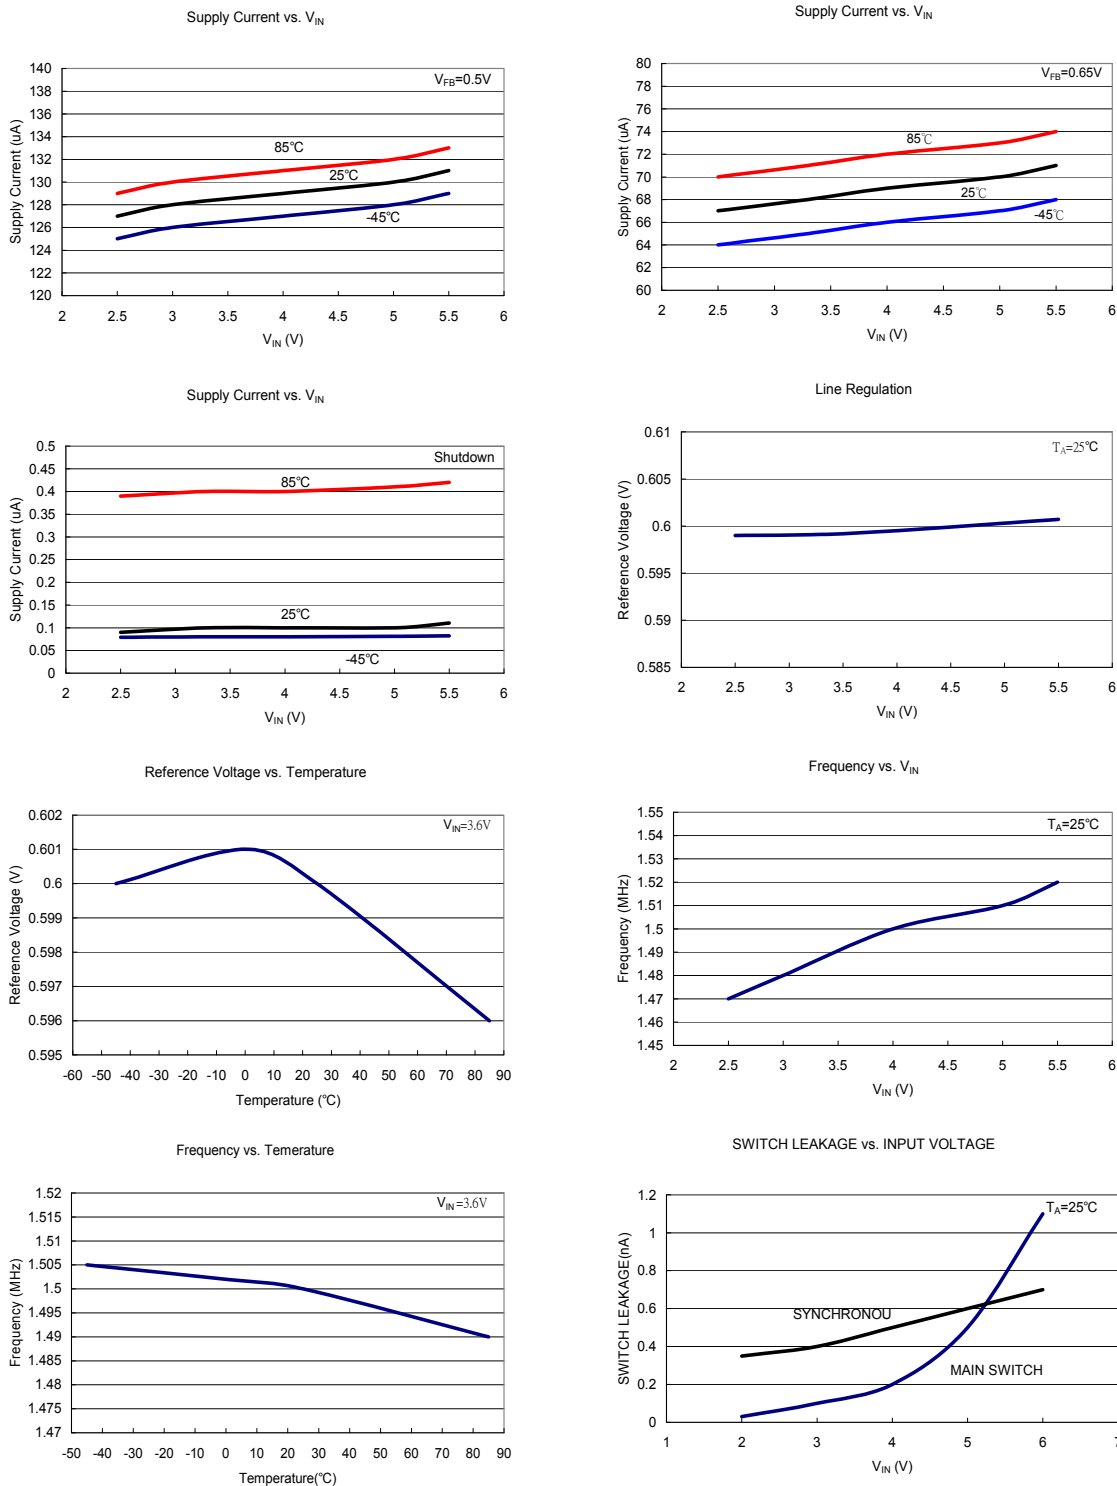 Supply Current vs. VIN
VFB=0.5V
Supply Current (uA)
140
138
136
134
132
130
128
126
124
122
120
85℃
25℃
-45℃
2 2.5 3 3.5 4 4.5 5 5.5 6
VIN (V)
Supply Current vs. VIN
VFB=0.65V
Supply Current (uA)
80
78
76
74
72
70
68
66
64
62
60
85℃
25℃
-45℃
2 2.5 3 3.5 4 4.5 5 5.5 6
VIN (V)
Supply Current vs. VIN
Shutdown
Supply Current (uA)
0.5
0.45
0.4
0.35
0.3
0.25
0.2
0.15
0.1
0.05
0
85℃
25℃
-45℃
2 2.5 3 3.5 4 4.5 5 5.5 6
VIN (V)
Line Regulation
TA=25℃
Reference Voltage (V)
0.61
0.605
0.6
0.595
0.59
0.585
2 2.5 3 3.5 4 4.5 5 5.5 6
VIN (V)
Reference Voltage vs. Temperature
VIN=3.6V
Reference Voltage (V)
0.602
0.601
0.6
0.599
0.598
0.597
0.596
0.595
-60 -50 -40 -30 -20 -10 0 10 20 30 40 50 60 70 80 90
Temperature (℃)
Frequency vs. VIN
TA=25℃
Frequency (MHz)
1.55
1.54
1.53
1.52
1.51
1.5
1.49
1.48
1.47
1.46
1.45
2 2.5 3 3.5 4 4.5 5 5.5 6
VIN (V)
Frequency vs. Temerature
VIN =3.6V
Frequency (MHz)
1.52
1.515
1.51
1.505
1.5
1.495
1.49
1.485
1.48
1.475
1.47
-50 -40 -30 -20 -10 0 10 20 30 40 50 60 70 80 90
Temperature(℃)
SWITCH LEAKAGE vs. INPUT VOLTAGE
TA=25℃
SWITCH LEAKAGE(nA)
1.2
1
0.8
0.6
0.4
0.2
0
SYNCHRONOU
MAIN SWITCH
1 2 3 4 5 6 7
VIN (V)